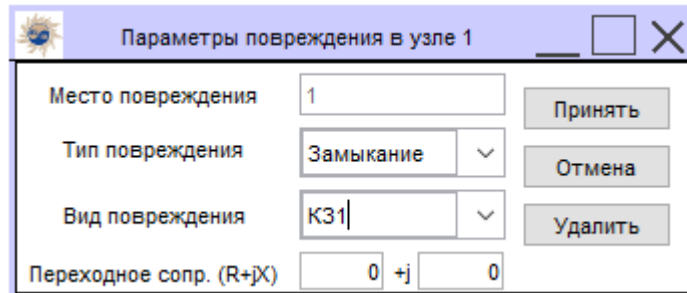 Параметры повреждения в узле 1
Место повреждения 1 Принять
Тип повреждения Замыкание Отмена
Вид повреждения К31 Удалить
Переходное сопр. (R+jX) 0 +j 0